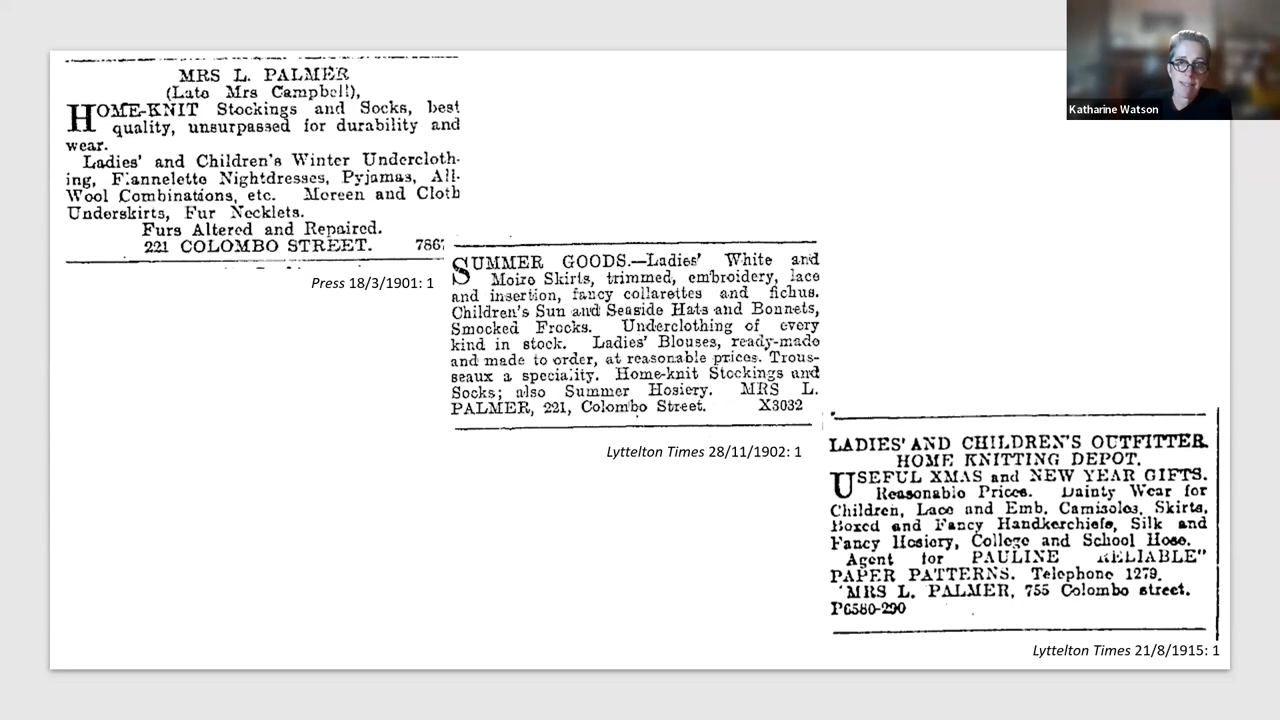 MRS L. PALMER
(Late Mrs Campbell),
HOME-KNIT Stockings and Socks, best
quality, unsurpassed for durability and
wear.
Ladies' and Children's Winter Undercloth-
ing, Flannelette Nightdresses, Pyjamas, All-
Wool Combinations, etc. Moreen and Cloth
Underskirts, Fur Necklets.
Furs Altered and Repaired.
221 COLOMBO STREET. 7867
Press 18/3/1901: 1
SUMMER GOODS.—Ladies' White and
Moire Skirts, trimmed, embroidery, lace
and insertion, fancy collarettes and fichus.
Children's Sun and Seaside Hats and Bonnets,
Smocked Frocks. Underclothing of every
kind in stock. Ladies' Blouses, ready-made
and made to order, at reasonable prices. Trous-
seaux a speciality. Home-knit Stockings and
Socks; also Summer Hosiery. MRS L.
PALMER, 221, Colombo Street. X3032
Lyttelton Times 28/11/1902: 1
LADIES' AND CHILDREN'S OUTFITTER.
HOME KNITTING DEPOT.
USEFUL XMAS and NEW YEAR GIFTS.
Reasonable Prices. Dainty Wear for
Children, Lace and Emb. Camisoles, Skirts,
Boxed and Fancy Handkerchiefs, Silk and
Fancy Hosiery, College and School Hose.
Agent for PAULINE RELIABLE"
PAPER PATTERNS. Telephone 1279.
MRS L. PALMER, 755 Colombo street.
P6580-290
Lyttelton Times 21/8/1915: 1
Katharine Watson